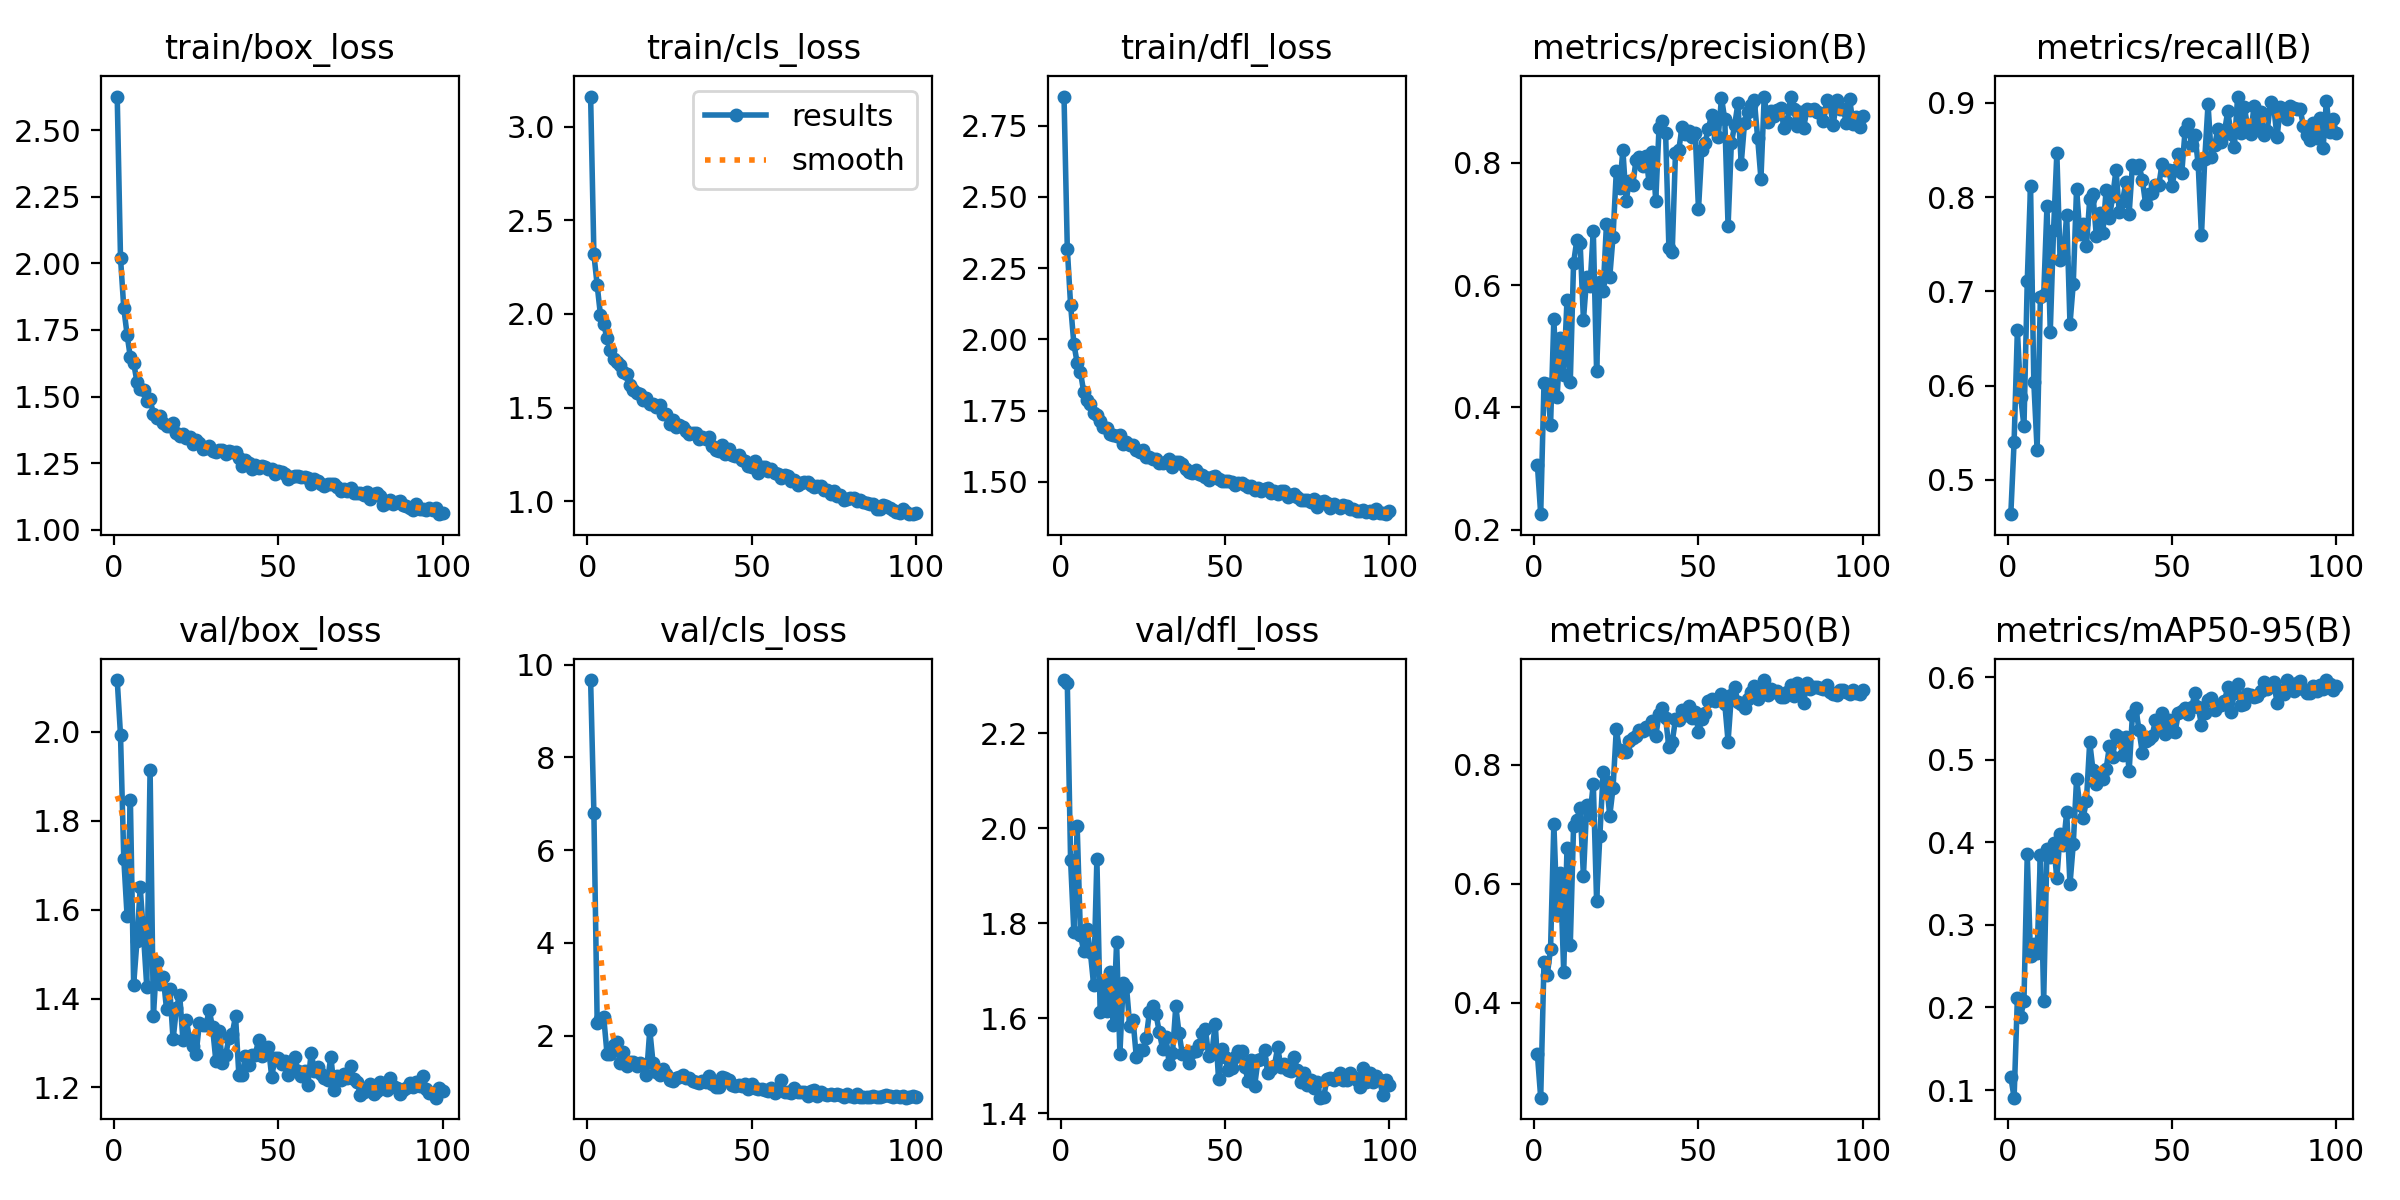 train/box_loss
train/cls_loss
train/dfl_loss
metrics/precision(B)
metrics/recall(B)
2.50
2.25
2.00
1.75
1.50
1.25
1.00
0 50 100
results
smooth
3.0
2.5
2.0
1.5
1.0
0 50 100
2.75
2.50
2.25
2.00
1.75
1.50
0 50 100
0.8
0.6
0.4
0.2
0 50 100
0.9
0.8
0.7
0.6
0.5
0 50 100
val/box_loss
val/cls_loss
val/dfl_loss
metrics/mAP50(B)
metrics/mAP50-95(B)
2.0
1.8
1.6
1.4
1.2
0 50 100
10
8
6
4
2
0 50 100
2.2
2.0
1.8
1.6
1.4
0 50 100
0.8
0.6
0.4
0 50 100
0.6
0.5
0.4
0.3
0.2
0.1
0 50 100